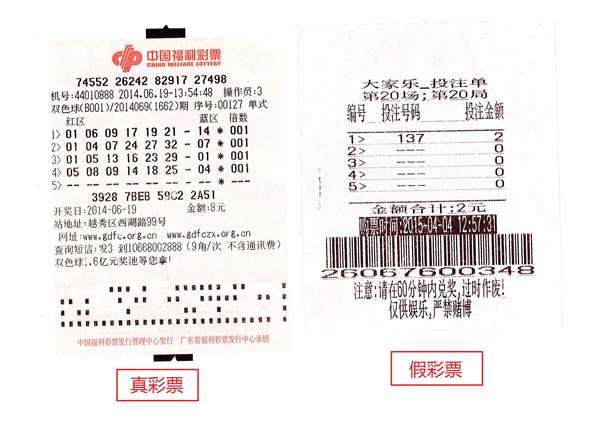 中国福利彩票
CHINA WELFARE LOTTERY
74552 26242 82917 27498
机号:44010888 2014.06.19-13:54:48 操作员:3
双色球(B001)/2014069(1662)期 序号:00127 单式
红区 蓝区 倍数
1> 01 06 09 17 19 21 - 14 * 001
2> 01 04 07 24 27 32 - 07 * 001
3> 01 05 13 16 23 29 - 01 * 001
4> 05 08 09 14 18 25 - 04 * 001
5> -- -- -- -- -- -- - -- * ---
3928 7BEB 59C2 2A51
开奖日:2014-06-19 金额:8元
站地址:越秀区西湖路99号
网址:www.gdfc.org.cn www.gdfczx.org.cn
查询短信:发3 到10668002888 (9角/次 不含通讯费)
双色球1.6亿元奖池等您拿!
中国福利彩票发行管理中心发行 广东省福利彩票发行中心承销
真彩票
大家乐_投注单
第20场;第20局
编号 投注号码 投注金额
1> 137 2
2> --- 0
3> --- 0
4> --- 0
5> --- 0
金额合计:2元
购票时间:2015-04-04 12:57:31
26067600348
注意:请在60分钟内兑奖,过时作废!
仅供娱乐,严禁赌博
假彩票